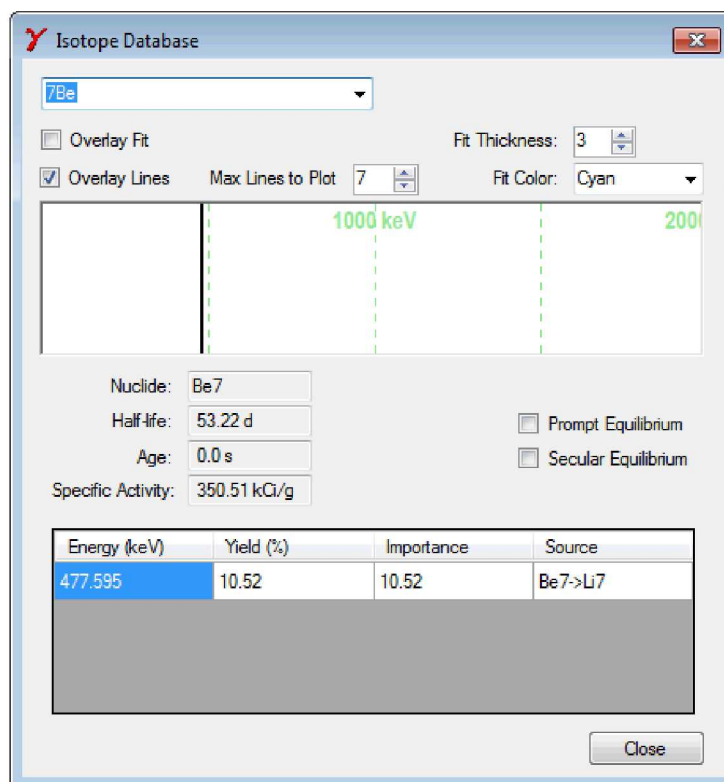 Isotope Database
7Be
Overlay Fit Fit Thickness: 3
Overlay Lines Max Lines to Plot 7 Fit Color: Cyan
1000 keV 2000
Nuclide: Be7
Half-life: 53.22 d Prompt Equilibrium
Age: 0.0 s Secular Equilibrium
Specific Activity: 350.51 kCi/g
Energy (keV) Yield (%) Importance Source
477.595 10.52 10.52 Be7->Li7
Close